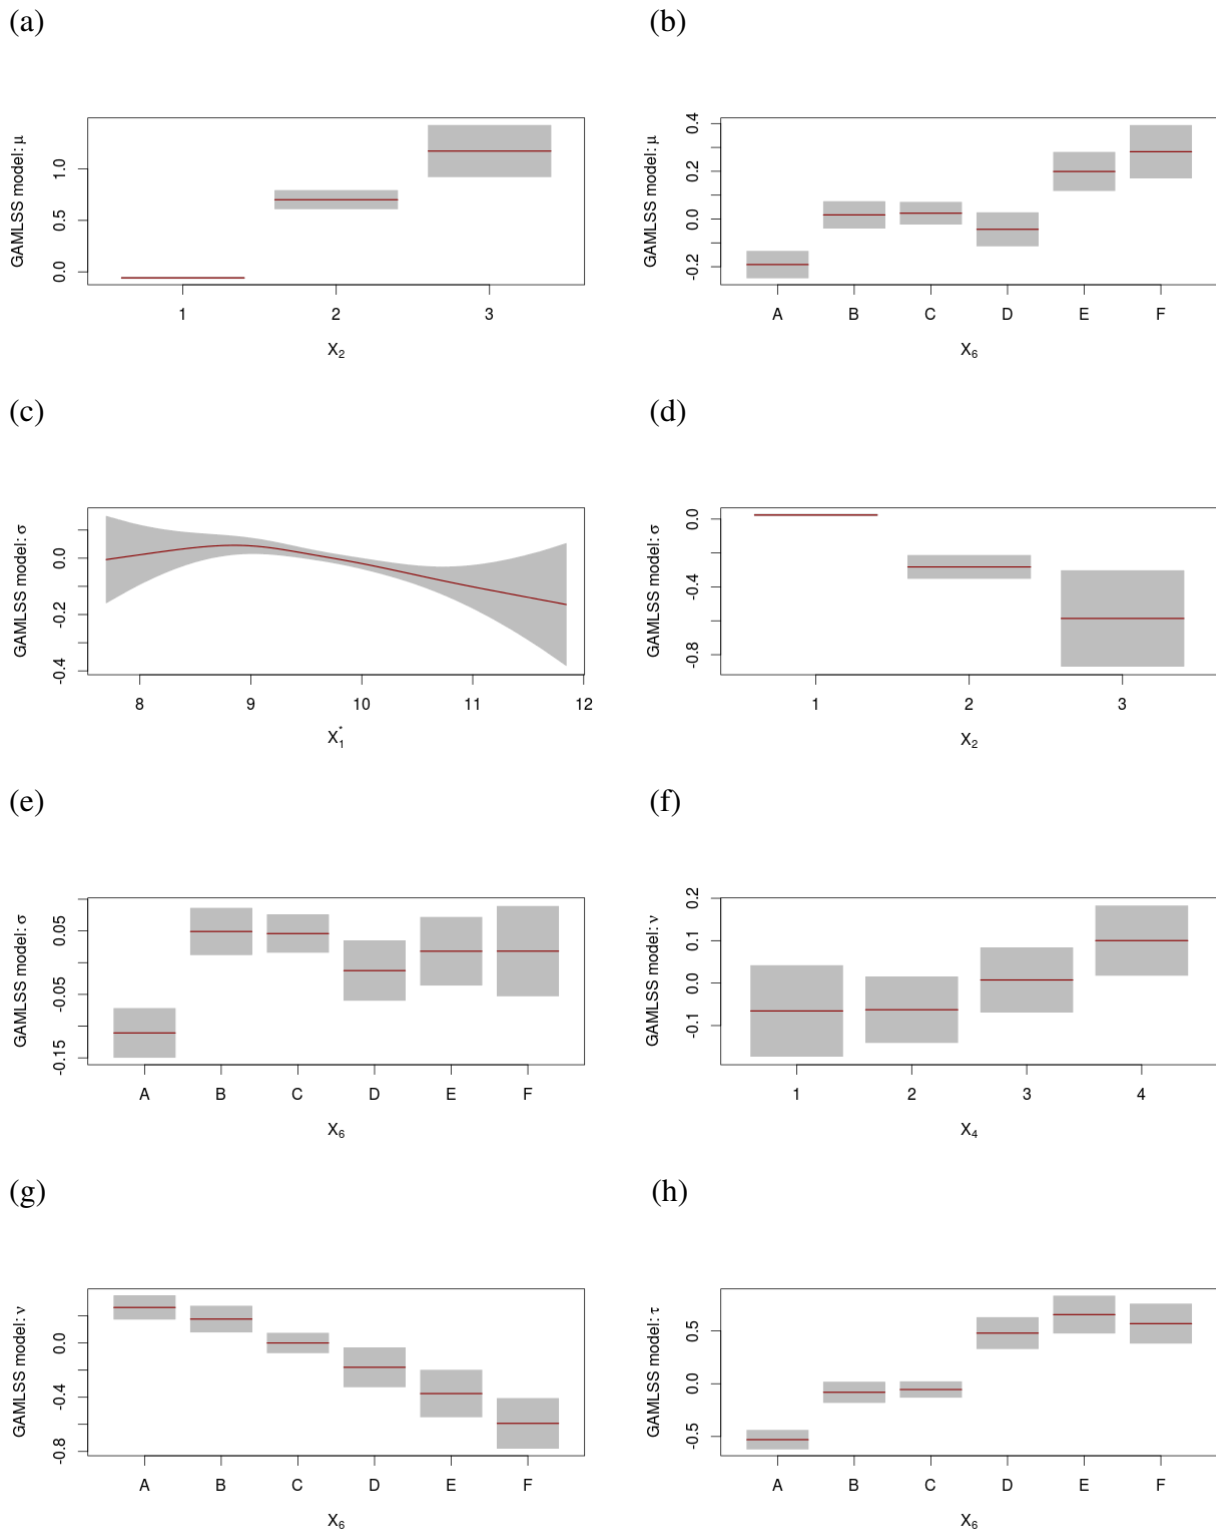 (a)
GAMLSS model: μ
0.0 0.5 1.0
1 2 3
X₂
(b)
GAMLSS model: μ
-0.2 0.0 0.2 0.4
A B C D E F
X₆
(c)
GAMLSS model: σ
-0.4 -0.2 0.0
8 9 10 11 12
X₁*
(d)
GAMLSS model: σ
-0.8 -0.4 0.0
1 2 3
X₂
(e)
GAMLSS model: σ
-0.15 -0.05 0.05
A B C D E F
X₆
(f)
GAMLSS model: ν
-0.1 0.0 0.1 0.2
1 2 3 4
X₄
(g)
GAMLSS model: ν
-0.8 -0.4 0.0
A B C D E F
X₆
(h)
GAMLSS model: τ
-0.5 0.0 0.5
A B C D E F
X₆